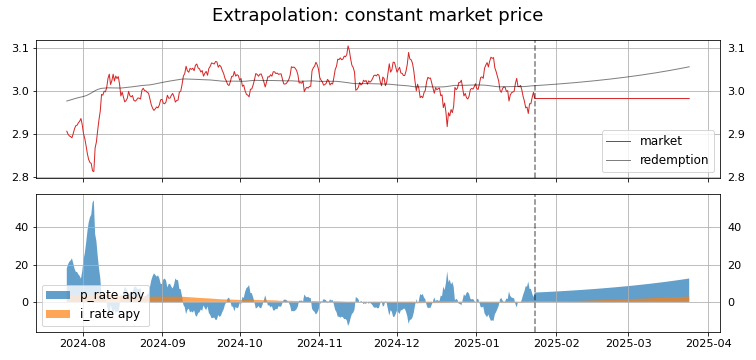 Extrapolation: constant market price
3.1 3.1
3.0 3.0
2.9 2.9
2.8 2.8
market
redemption
40 40
20 20
0 0
p_rate apy
i_rate apy
2024-08 2024-09 2024-10 2024-11 2024-12 2025-01 2025-02 2025-03 2025-04